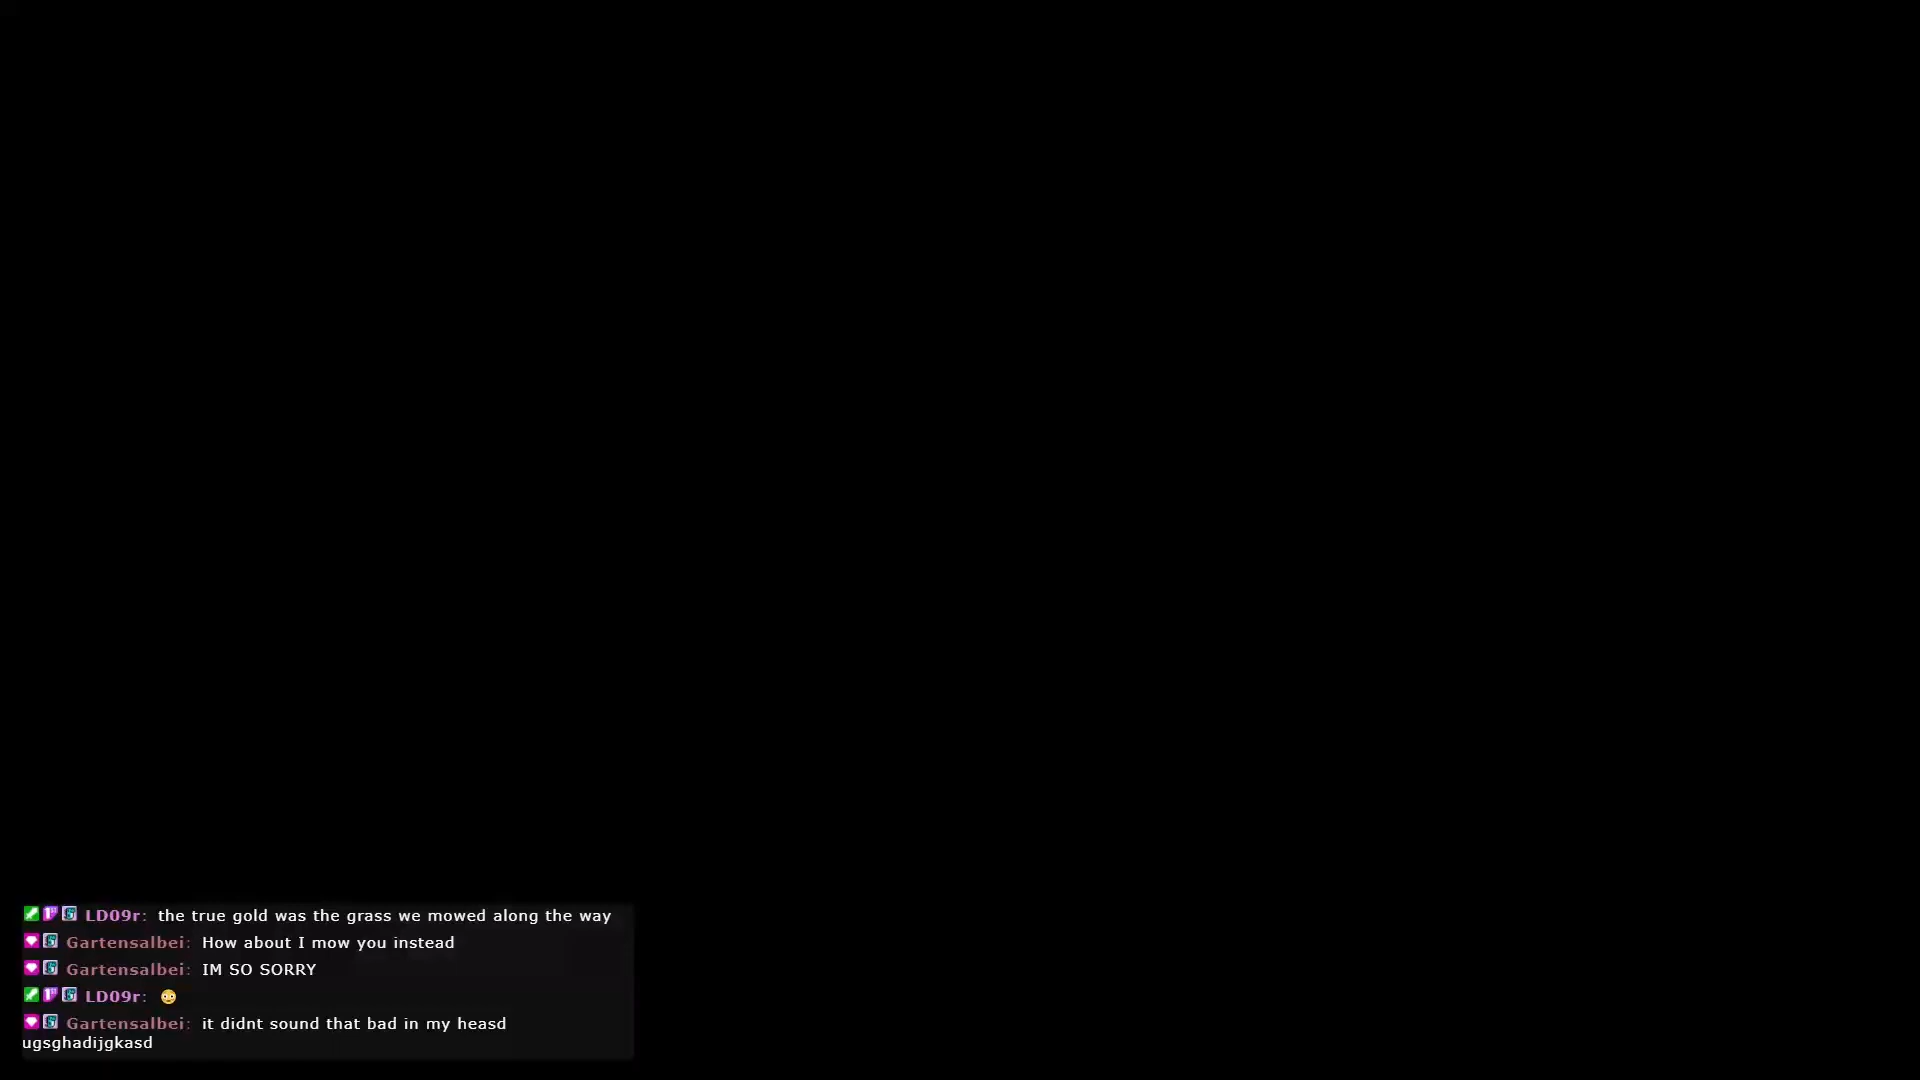 LD09r: the true gold was the grass we mowed along the way
Gartensalbei: How about I mow you instead
Gartensalbei: IM SO SORRY
LD09r: 😳
Gartensalbei: it didnt sound that bad in my heasd
ugsghadijgkasd